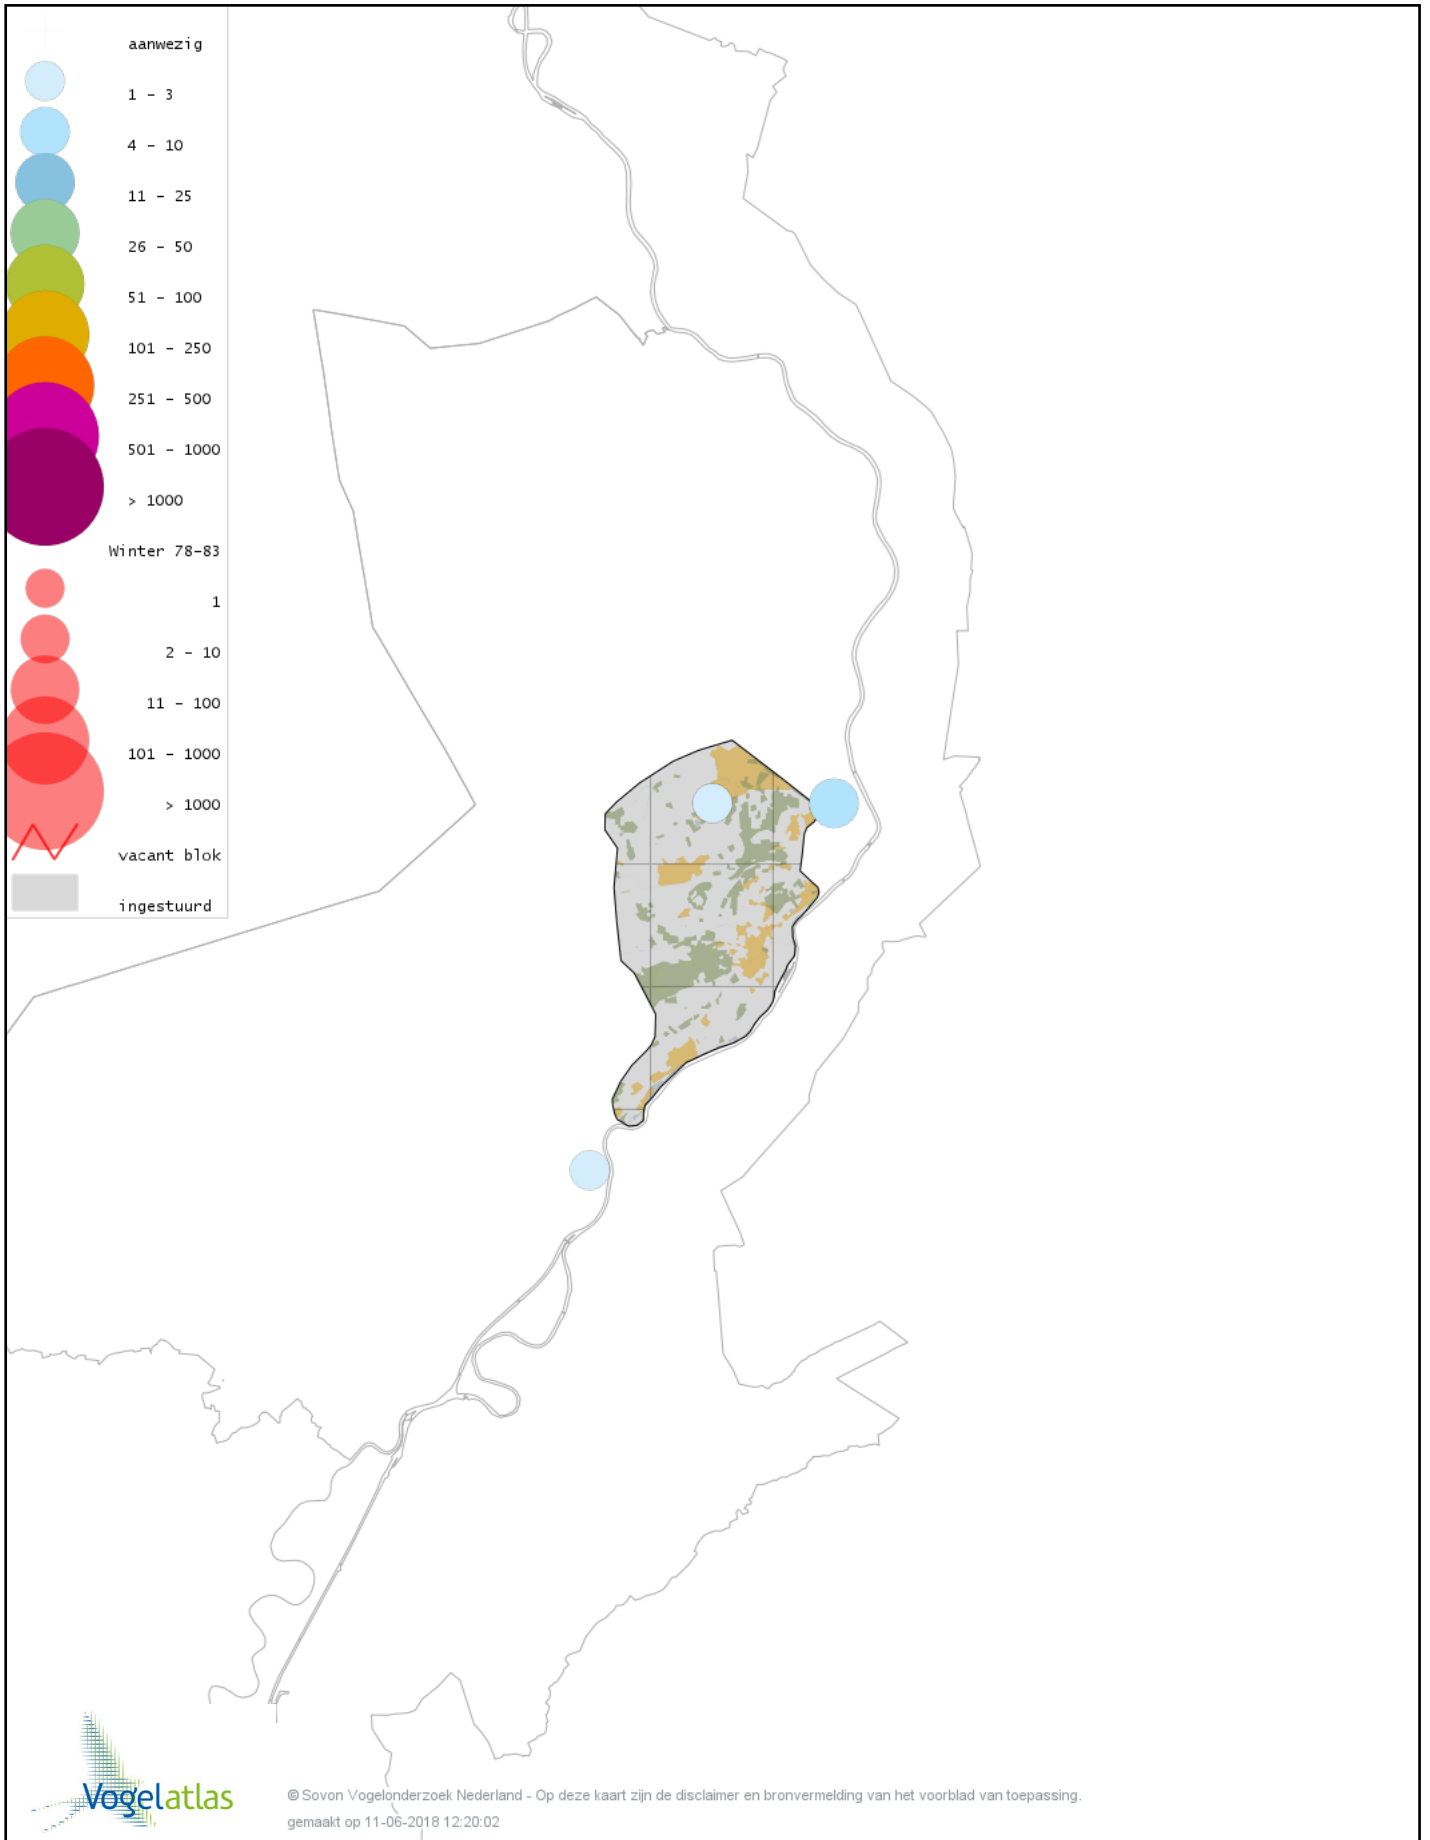 aanwezig
1 - 3
4 - 10
11 - 25
26 - 50
51 - 100
101 - 250
251 - 500
501 - 1000
> 1000
Winter 78-83
1
2 - 10
11 - 100
101 - 1000
> 1000
vacant blok
ingestuurd
Vogelatlas
© Sovon Vogelonderzoek Nederland - Op deze kaart zijn de disclaimer en bronvermelding van het voorblad van toepassing.
gemaakt op 11-06-2018 12:20:02